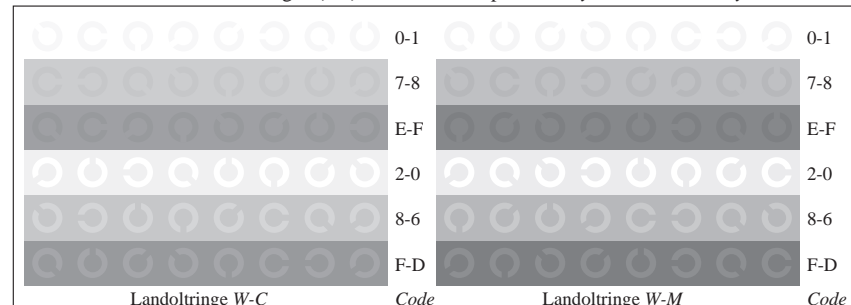 0-1 0-1
7-8 7-8
E-F E-F
2-0 2-0
8-6 8-6
F-D F-D
Landoltringe W-C Code Landoltringe W-M Code